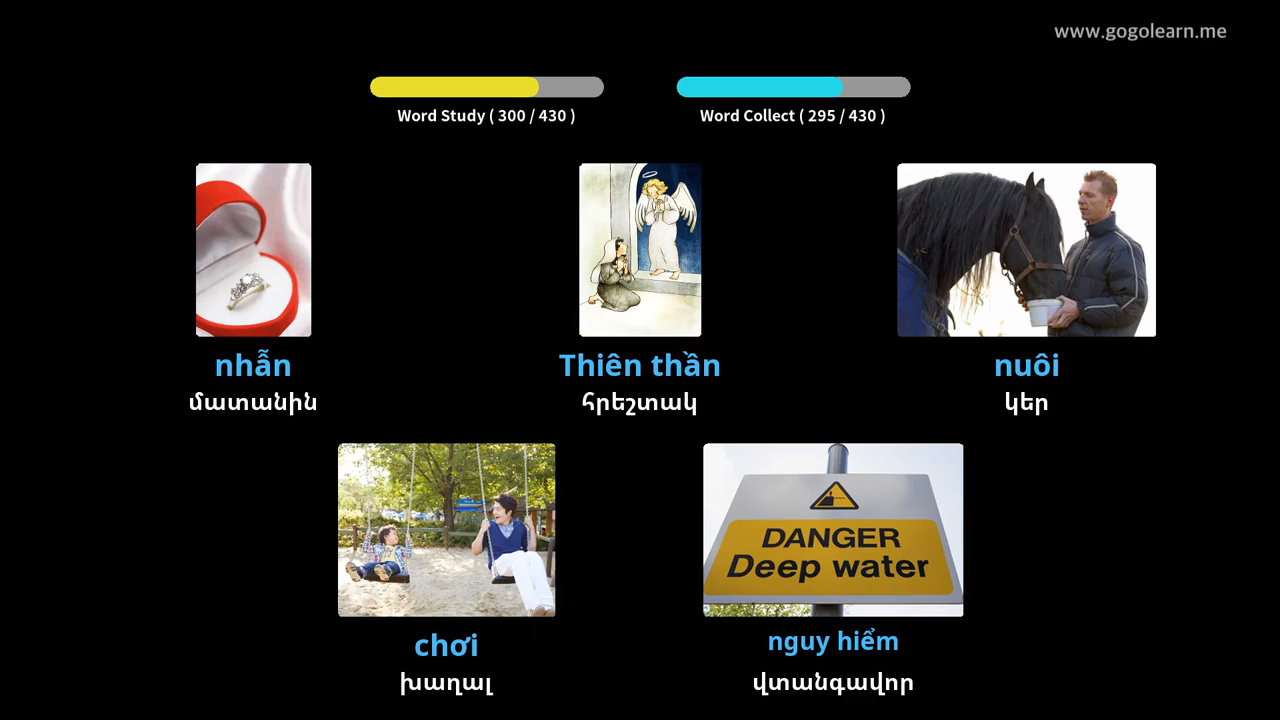 www.gogolearn.me
Word Study ( 300 / 430 )
Word Collect ( 295 / 430 )
nhẫn
մատանին
Thiên thần
հրեշտակ
nuôi
կեր
DANGER
Deep water
chơi
խաղալ
nguy hiểm
վտանգավոր